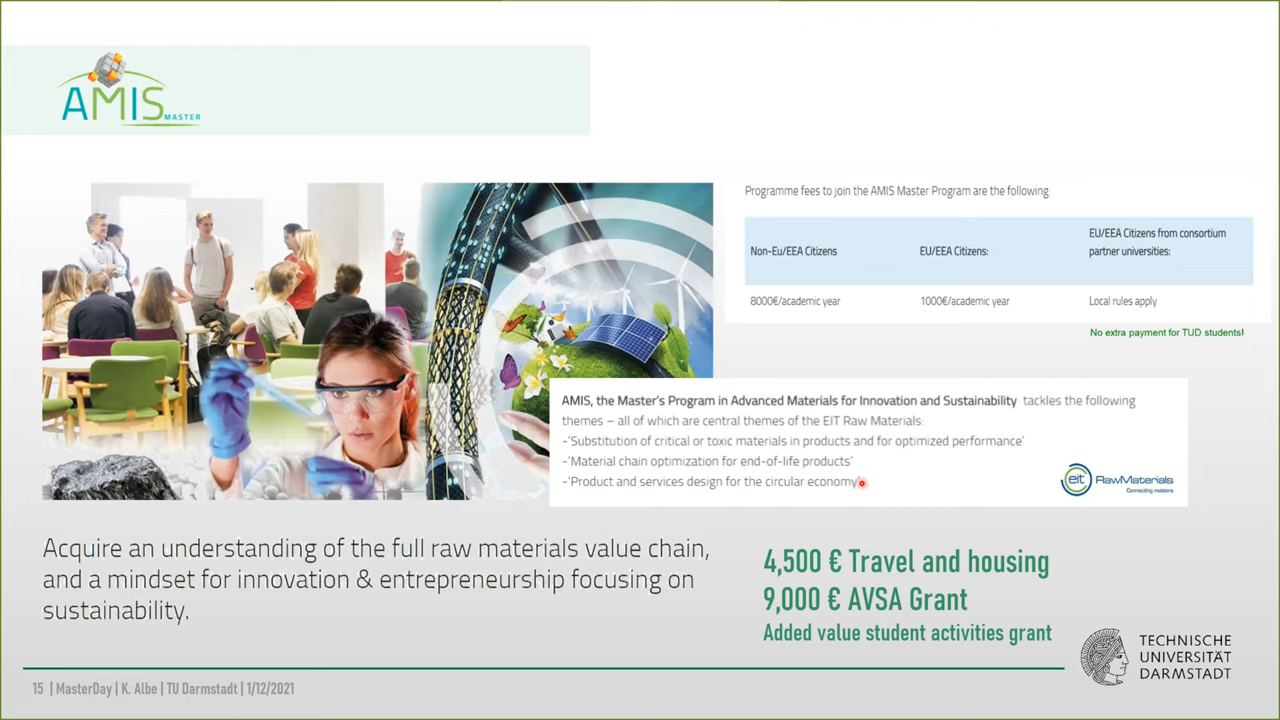 AMIS MASTER
Programme fees to join the AMIS Master Program are the following:
Non-Eu/EEA Citizens
EU/EEA Citizens:
EU/EEA Citizens from consortium
partner universities:
8000€/academic year
1000€/academic year
Local rules apply
No extra payment for TUD students!
AMIS, the Master's Program in Advanced Materials for Innovation and Sustainability tackles the following
themes – all of which are central themes of the EIT Raw Materials:
-'Substitution of critical or toxic materials in products and for optimized performance'
-'Material chain optimization for end-of-life products'
-'Product and services design for the circular economy'
eit RawMaterials
Connecting matters
Acquire an understanding of the full raw materials value chain,
and a mindset for innovation & entrepreneurship focusing on
sustainability.
4,500 € Travel and housing
9,000 € AVSA Grant
Added value student activities grant
TECHNISCHE
UNIVERSITÄT
DARMSTADT
15 | MasterDay | K. Albe | TU Darmstadt | 1/12/2021